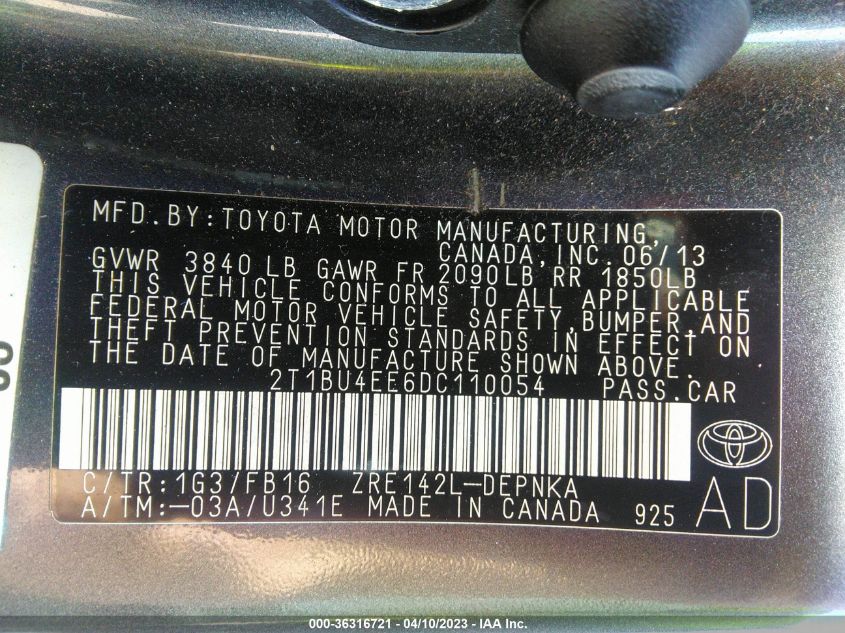 MFD.BY:TOYOTA MOTOR MANUFACTURING,
CANADA, INC. 06/13
GVWR 3840 LB GAWR FR 2090LB RR 1850LB
THIS VEHICLE CONFORMS TO ALL APPLICABLE
FEDERAL MOTOR VEHICLE SAFETY, BUMPER, AND
THEFT PREVENTION STANDARDS IN EFFECT ON
THE DATE OF MANUFACTURE SHOWN ABOVE.
2T1BU4EE6DC110054 PASS.CAR
C/TR:1G3/FB16 ZRE142L-DEPNKA
A/TM:-03A/U341E MADE IN CANADA 925
AD
000-36316721 - 04/10/2023 - IAA Inc.